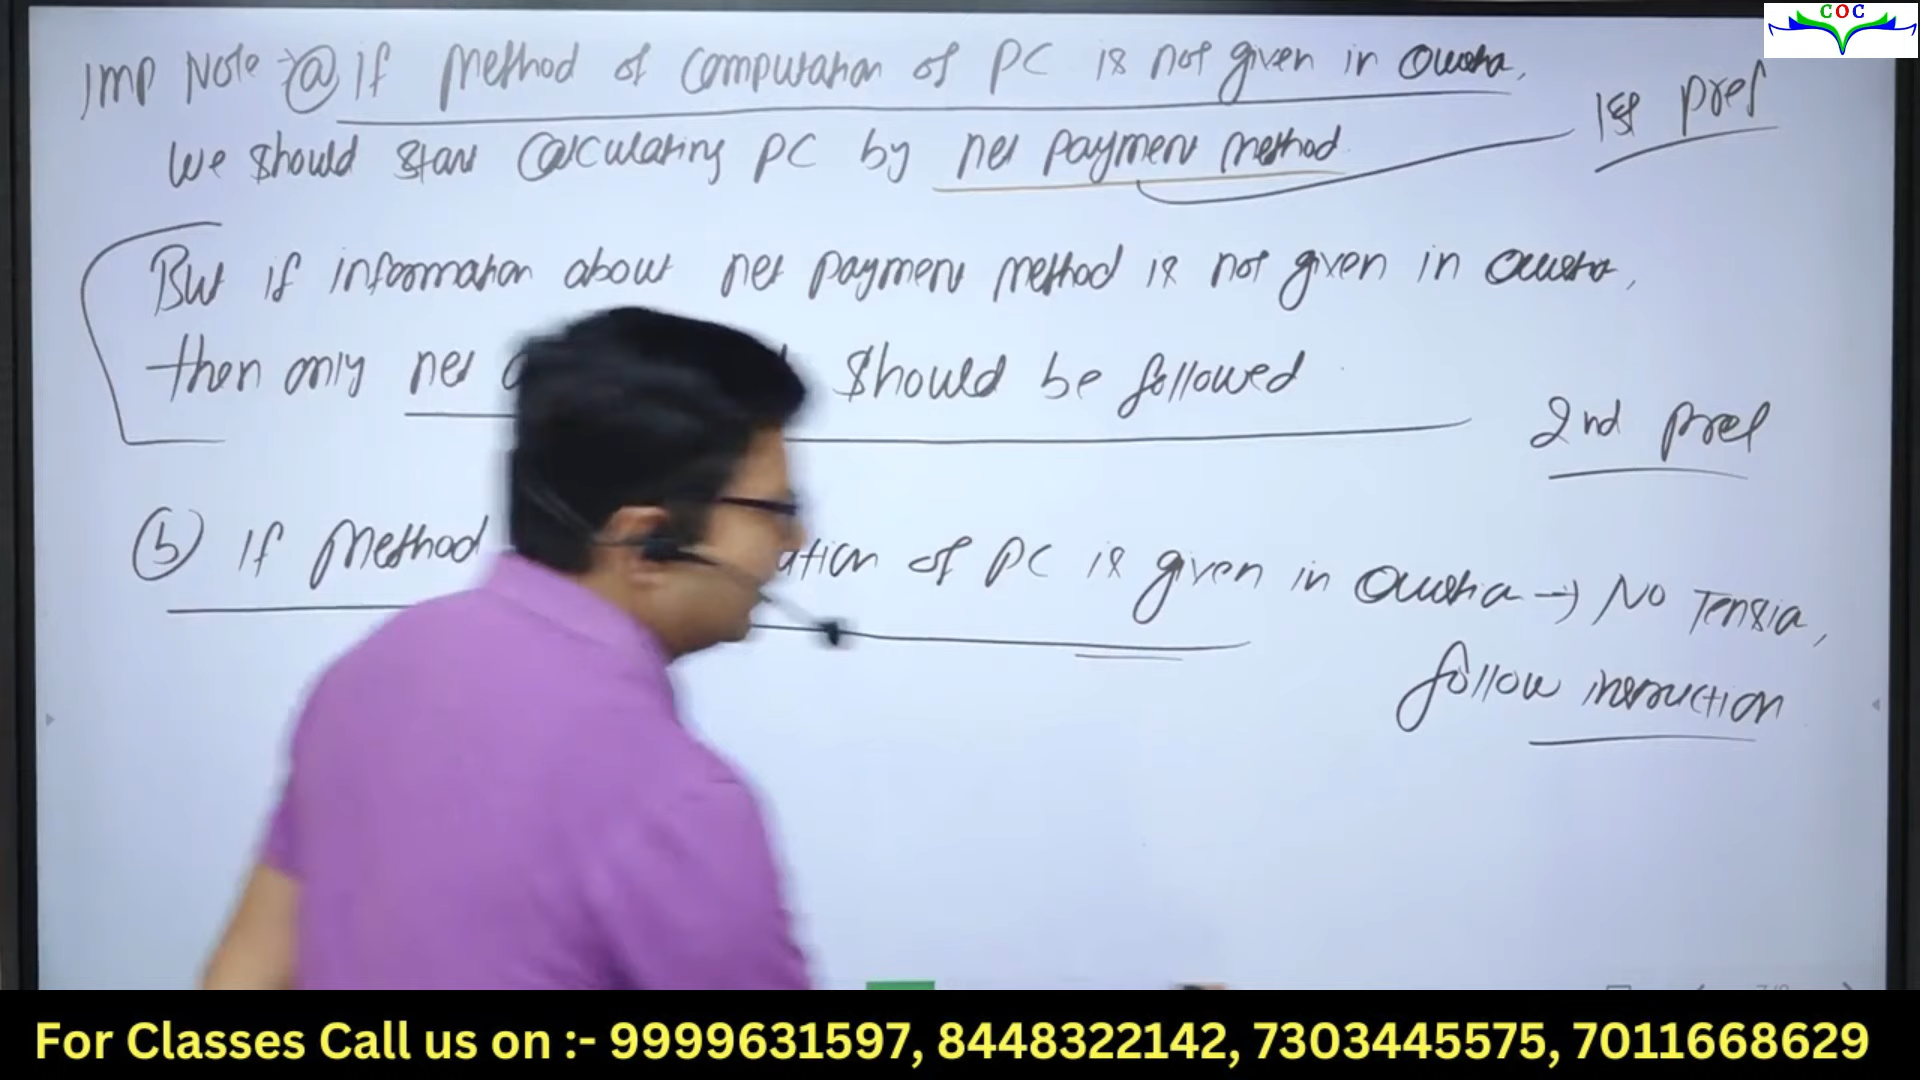 COC
Imp Note → (a) If Method of Computation of PC is not given in Question,
1st pref
We should start Calculating PC by net payment method.
But if information about net payment method is not given in Question,
then only net should be followed
2nd pref
(b) If Method ation of PC is given in Question → No Tension,
follow instruction
For Classes Call us on :- 9999631597, 8448322142, 7303445575, 7011668629